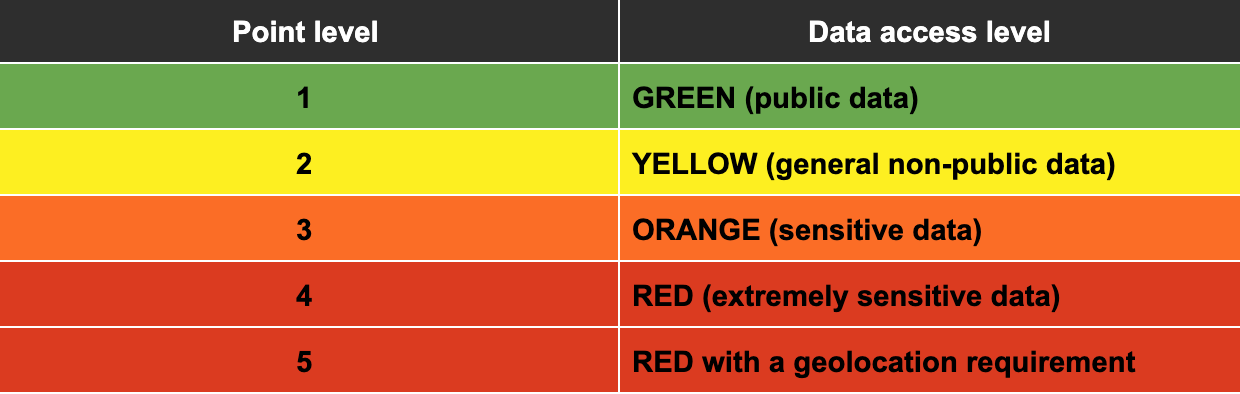 Point level Data access level
1 GREEN (public data)
2 YELLOW (general non-public data)
3 ORANGE (sensitive data)
4 RED (extremely sensitive data)
5 RED with a geolocation requirement